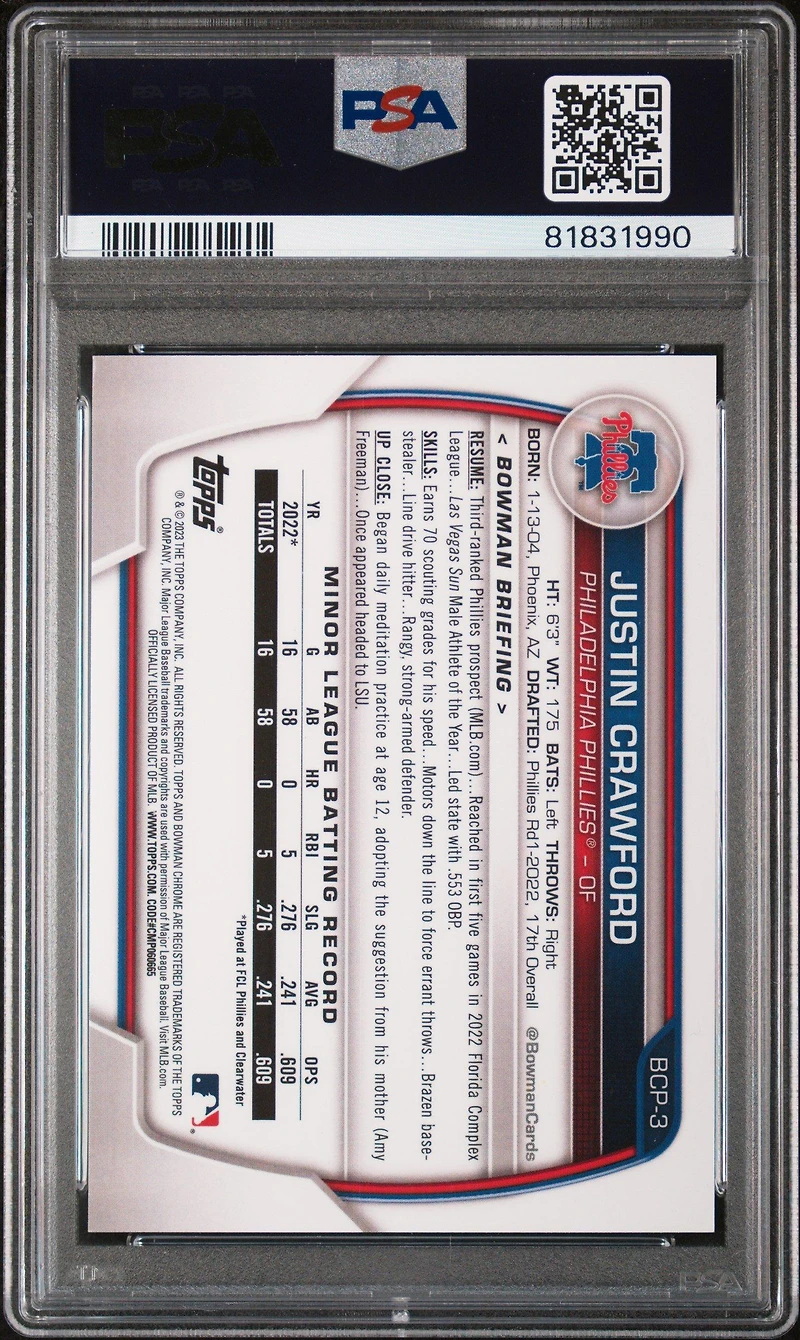 PSA
PSA
81831990
BCP-3
Phillies
JUSTIN CRAWFORD
PHILADELPHIA PHILLIES® – OF
HT: 6'3" WT: 175 BATS: Left THROWS: Right
BORN: 1-13-04, Phoenix, AZ DRAFTED: Phillies Rd1-2022, 17th Overall @BowmanCards
< BOWMAN BRIEFING >
RESUME: Third-ranked Phillies prospect (MLB.com)...Reached in first five games in 2022 Florida Complex
League...Las Vegas Sun Male Athlete of the Year...Led state with .553 OBP.
SKILLS: Earns 70 scouting grades for his speed...Motors down the line to force errant throws...Brazen base-
stealer...Line drive hitter...Rangy, strong-armed defender.
UP CLOSE: Began daily meditation practice at age 12, adopting the suggestion from his mother (Amy
Freeman)...Once appeared headed to LSU.
MINOR LEAGUE BATTING RECORD
YR G AB HR RBI SLG AVG OPS
2022* 16 58 0 5 .276 .241 .609
TOTALS 16 58 0 5 .276 .241 .609
*Played at FCL Phillies and Clearwater
topps®
® & © 2023 THE TOPPS COMPANY, INC. ALL RIGHTS RESERVED. TOPPS AND BOWMAN CHROME ARE REGISTERED TRADEMARKS OF THE TOPPS
COMPANY, INC. Major League Baseball trademarks and copyrights are used with permission of Major League Baseball. Visit MLB.com.
OFFICIALLY LICENSED PRODUCT OF MLB. WWW.TOPPS.COM. CODE#CMP060665
PSA